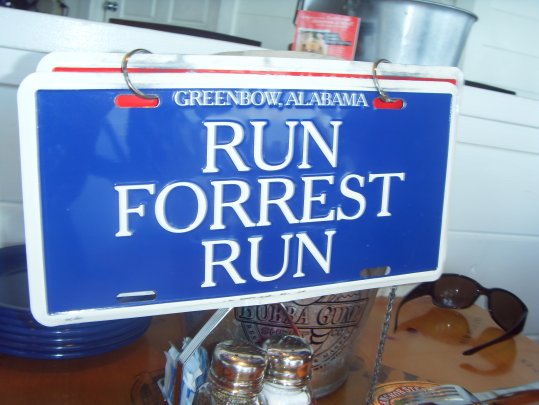 GREENBOW, ALABAMA
RUN
FORREST
RUN
BUBBA GUMP